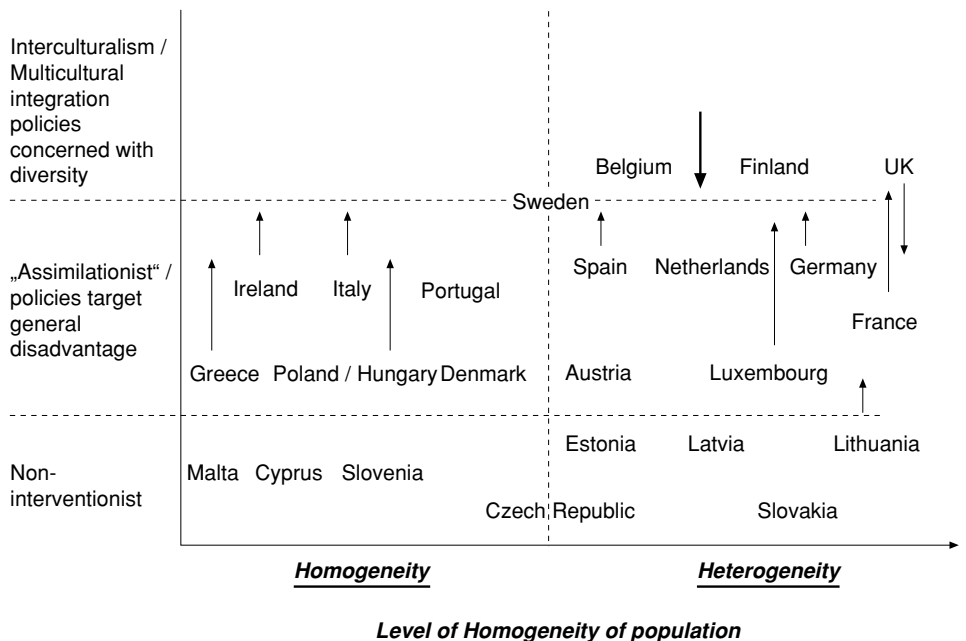 Interculturalism /
Multicultural
integration
policies
concerned with
diversity
Belgium Finland UK
Sweden
„Assimilationist“ /
policies target
general
disadvantage
Spain Netherlands Germany
Ireland Italy Portugal
France
Greece Poland / Hungary Denmark Austria Luxembourg
Estonia Latvia Lithuania
Non-
interventionist
Malta Cyprus Slovenia
Czech Republic Slovakia
Homogeneity Heterogeneity
Level of Homogeneity of population